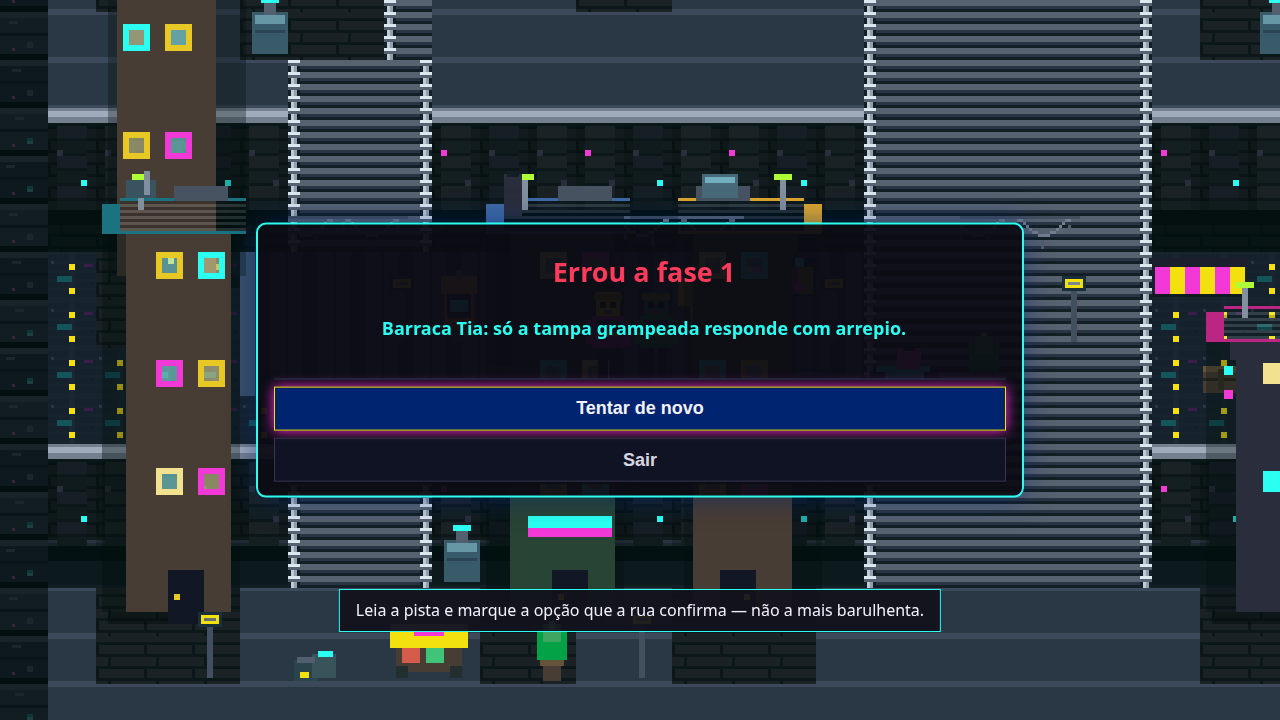 Errou a fase 1
Barraca Tia: só a tampa grampeada responde com arrepio.
Tentar de novo
Sair
Leia a pista e marque a opção que a rua confirma — não a mais barulhenta.